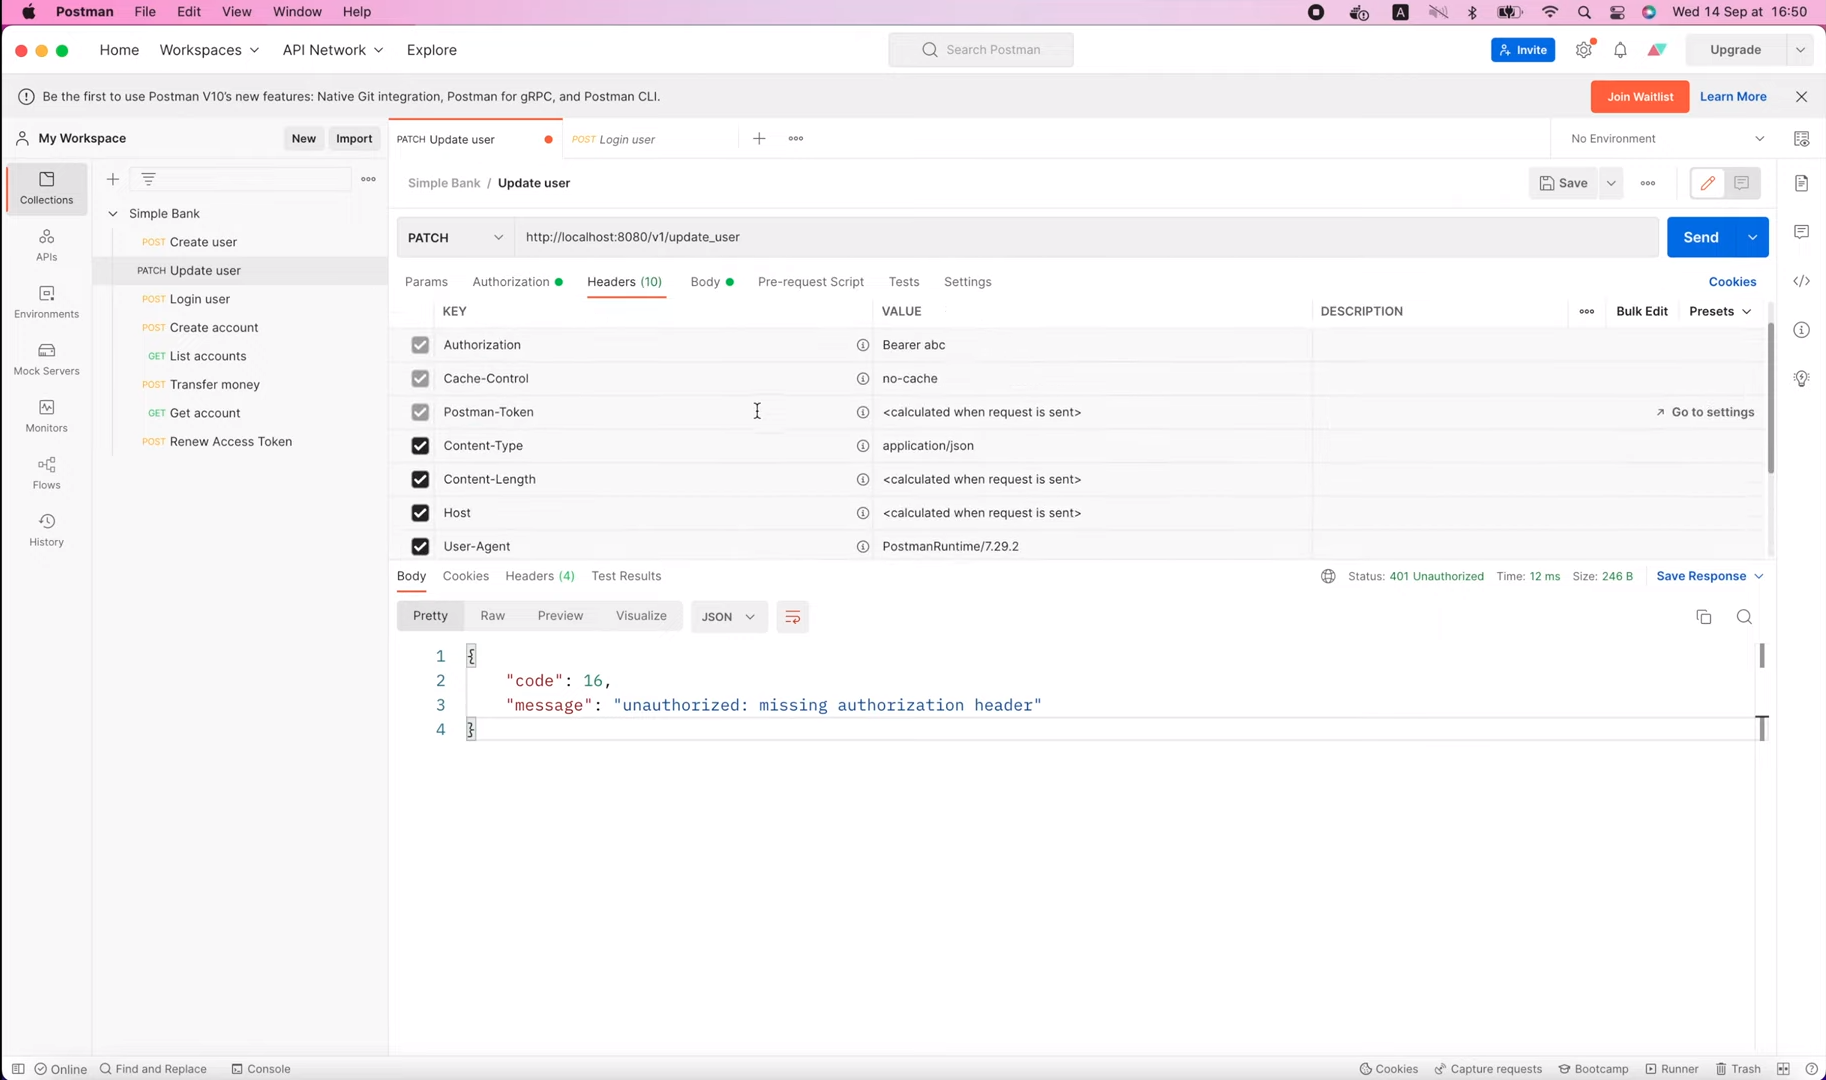 Postman File Edit View Window Help
A Wed 14 Sep at 16:50
Home Workspaces API Network Explore
Search Postman
Invite Upgrade
Be the first to use Postman V10's new features: Native Git integration, Postman for gRPC, and Postman CLI.
Join Waitlist Learn More
My Workspace New Import
PATCH Update user POST Login user
No Environment
Collections
APIs
Environments
Mock Servers
Monitors
Flows
History
Simple Bank
POST Create user
PATCH Update user
POST Login user
POST Create account
GET List accounts
POST Transfer money
GET Get account
POST Renew Access Token
Simple Bank / Update user
Save
PATCH http://localhost:8080/v1/update_user
Send
Params Authorization Headers (10) Body Pre-request Script Tests Settings Cookies
KEY VALUE DESCRIPTION Bulk Edit Presets
Authorization Bearer abc
Cache-Control no-cache
Postman-Token <calculated when request is sent> Go to settings
Content-Type application/json
Content-Length <calculated when request is sent>
Host <calculated when request is sent>
User-Agent PostmanRuntime/7.29.2
Body Cookies Headers (4) Test Results
Status: 401 Unauthorized Time: 12 ms Size: 246 B Save Response
Pretty Raw Preview Visualize JSON
1 {
2 "code": 16,
3 "message": "unauthorized: missing authorization header"
4 }
Online Find and Replace Console
Cookies Capture requests Bootcamp Runner Trash